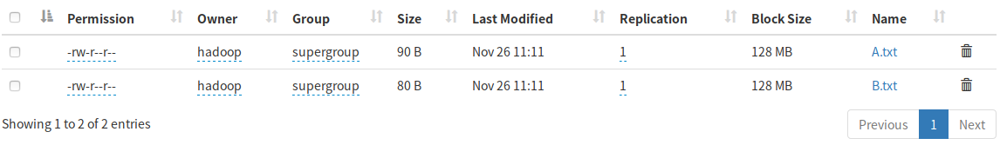 Permission Owner Group Size Last Modified Replication Block Size Name
-rw-r--r-- hadoop supergroup 90 B Nov 26 11:11 1 128 MB A.txt
-rw-r--r-- hadoop supergroup 80 B Nov 26 11:11 1 128 MB B.txt
Showing 1 to 2 of 2 entries Previous 1 Next